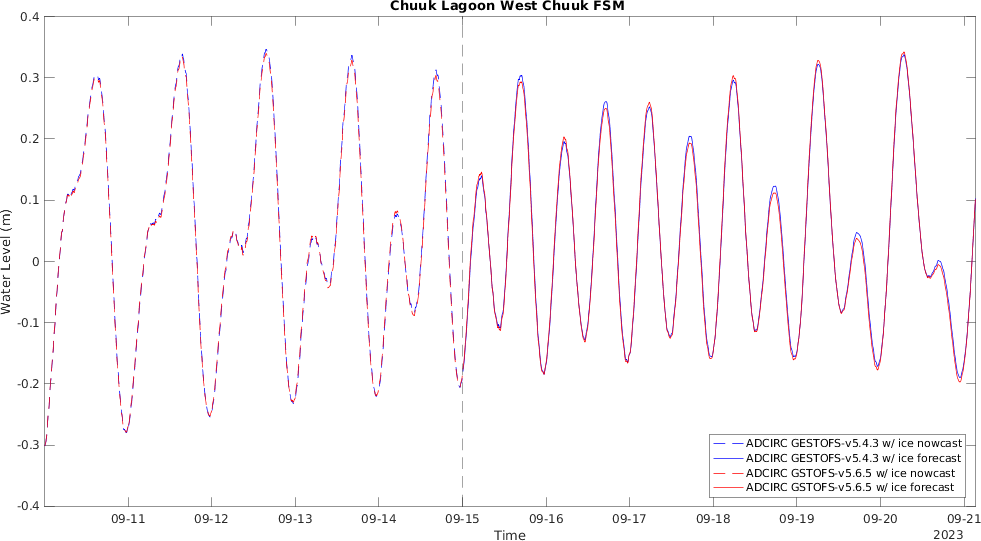 Chuuk Lagoon West Chuuk FSM
0.4
0.3
0.2
0.1
0
-0.1
-0.2
-0.3
-0.4
Water Level (m)
ADCIRC GESTOFS-v5.4.3 w/ ice nowcast
ADCIRC GESTOFS-v5.4.3 w/ ice forecast
ADCIRC GSTOFS-v5.6.5 w/ ice nowcast
ADCIRC GSTOFS-v5.6.5 w/ ice forecast
09-11 09-12 09-13 09-14 09-15 09-16 09-17 09-18 09-19 09-20 09-21
Time
2023